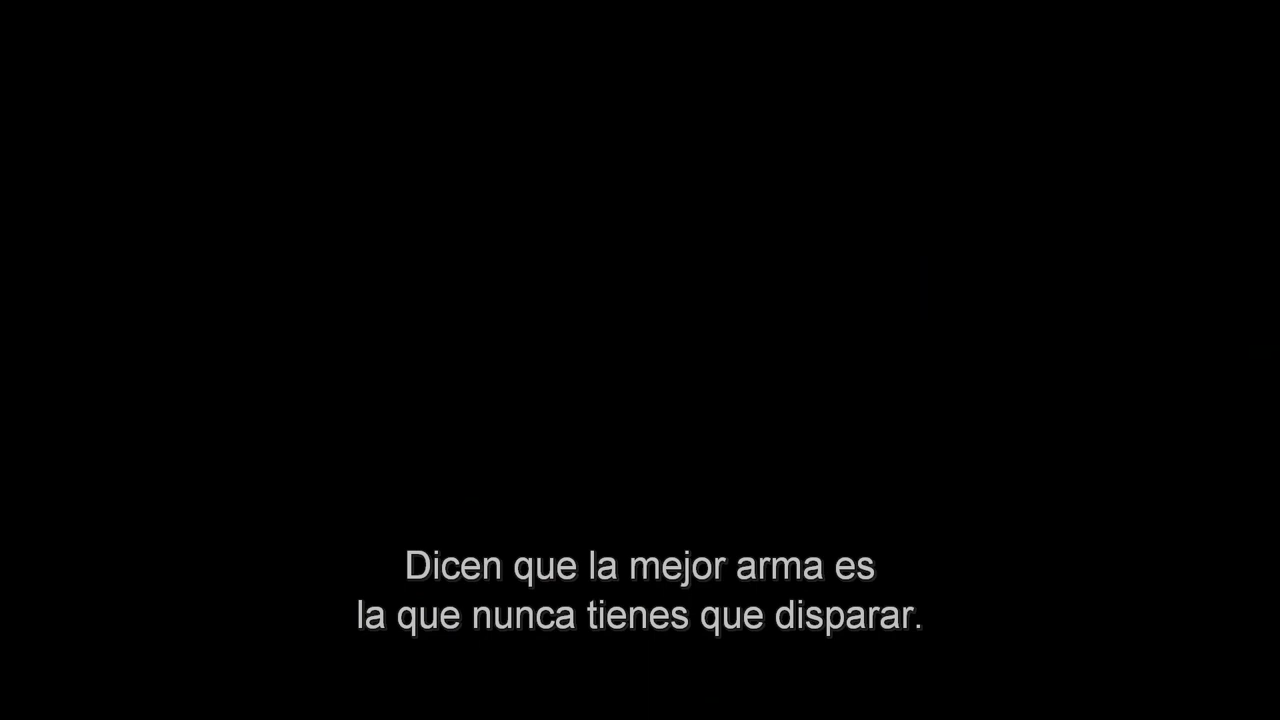 Dicen que la mejor arma es
la que nunca tienes que disparar.